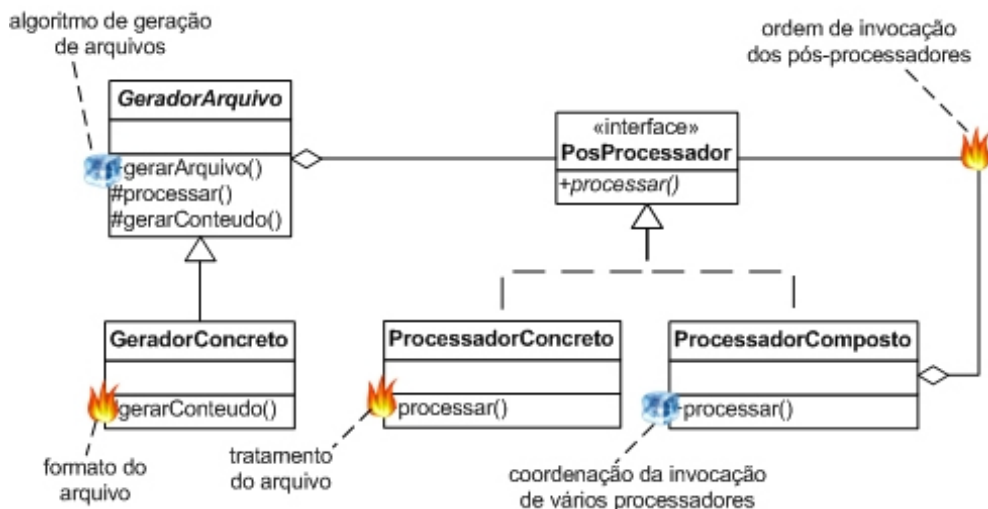 algoritmo de geração
de arquivos
ordem de invocação
dos pós-processadores
GeradorArquivo
+gerarArquivo()
#processar()
#gerarConteudo()
«interface»
PosProcessador
+processar()
GeradorConcreto
gerarConteudo()
ProcessadorConcreto
processar()
ProcessadorComposto
+processar()
formato do
arquivo
tratamento
do arquivo
coordenação da invocação
de vários processadores